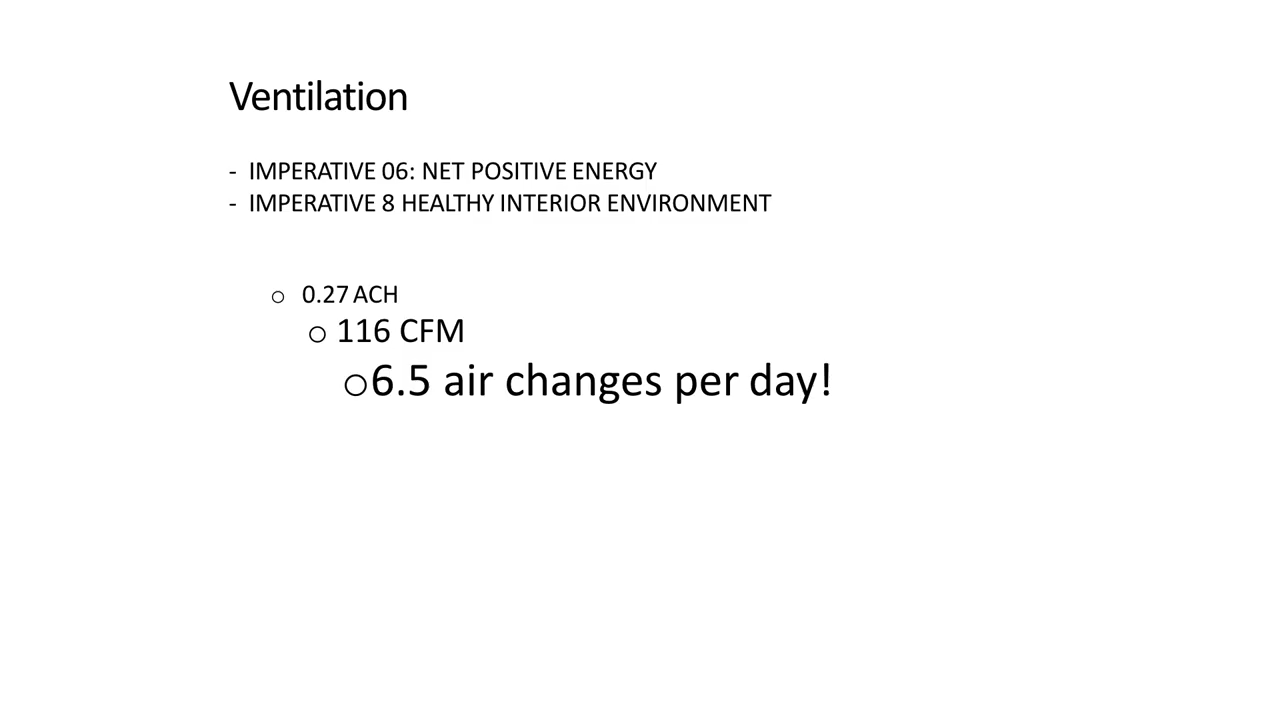 Ventilation
- IMPERATIVE 06: NET POSITIVE ENERGY
- IMPERATIVE 8 HEALTHY INTERIOR ENVIRONMENT
o 0.27 ACH
o 116 CFM
o 6.5 air changes per day!